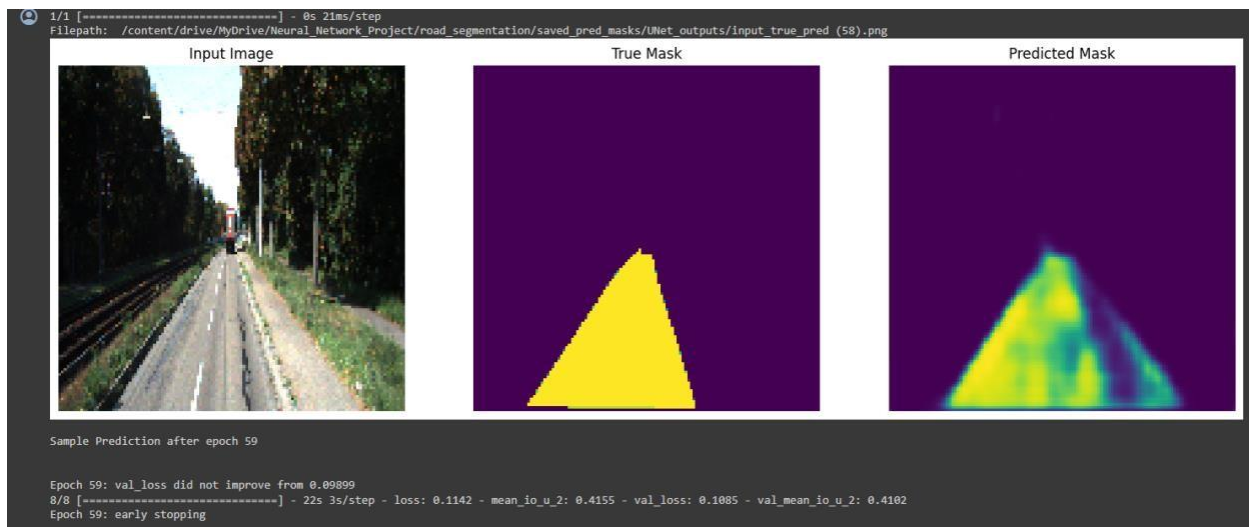 1/1 [==============================] - 0s 21ms/step
Filepath:  /content/drive/MyDrive/Neural_Network_Project/road_segmentation/saved_pred_masks/UNet_outputs/input_true_pred (58).png
Input Image True Mask Predicted Mask
Sample Prediction after epoch 59
Epoch 59: val_loss did not improve from 0.09899
8/8 [==============================] - 22s 3s/step - loss: 0.1142 - mean_io_u_2: 0.4155 - val_loss: 0.1085 - val_mean_io_u_2: 0.4102
Epoch 59: early stopping